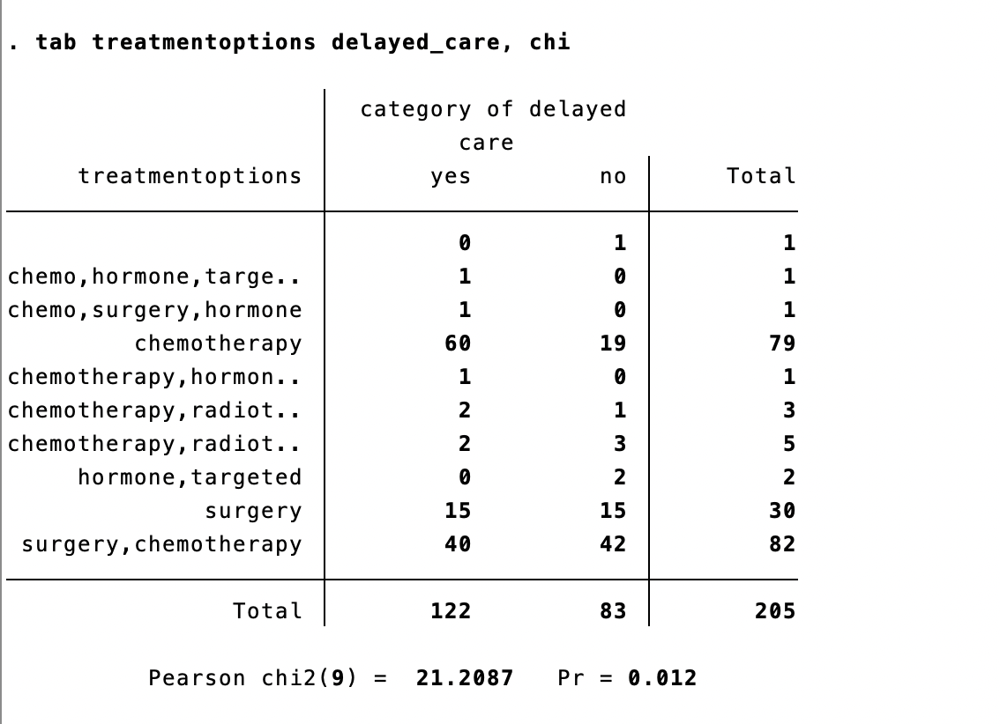 . tab treatmentoptions delayed_care, chi
category of delayed
care
treatmentoptions yes no Total
0 1 1
chemo,hormone,targe.. 1 0 1
chemo,surgery,hormone 1 0 1
chemotherapy 60 19 79
chemotherapy,hormon.. 1 0 1
chemotherapy,radiot.. 2 1 3
chemotherapy,radiot.. 2 3 5
hormone,targeted 0 2 2
surgery 15 15 30
surgery,chemotherapy 40 42 82
Total 122 83 205
Pearson chi2(9) = 21.2087 Pr = 0.012